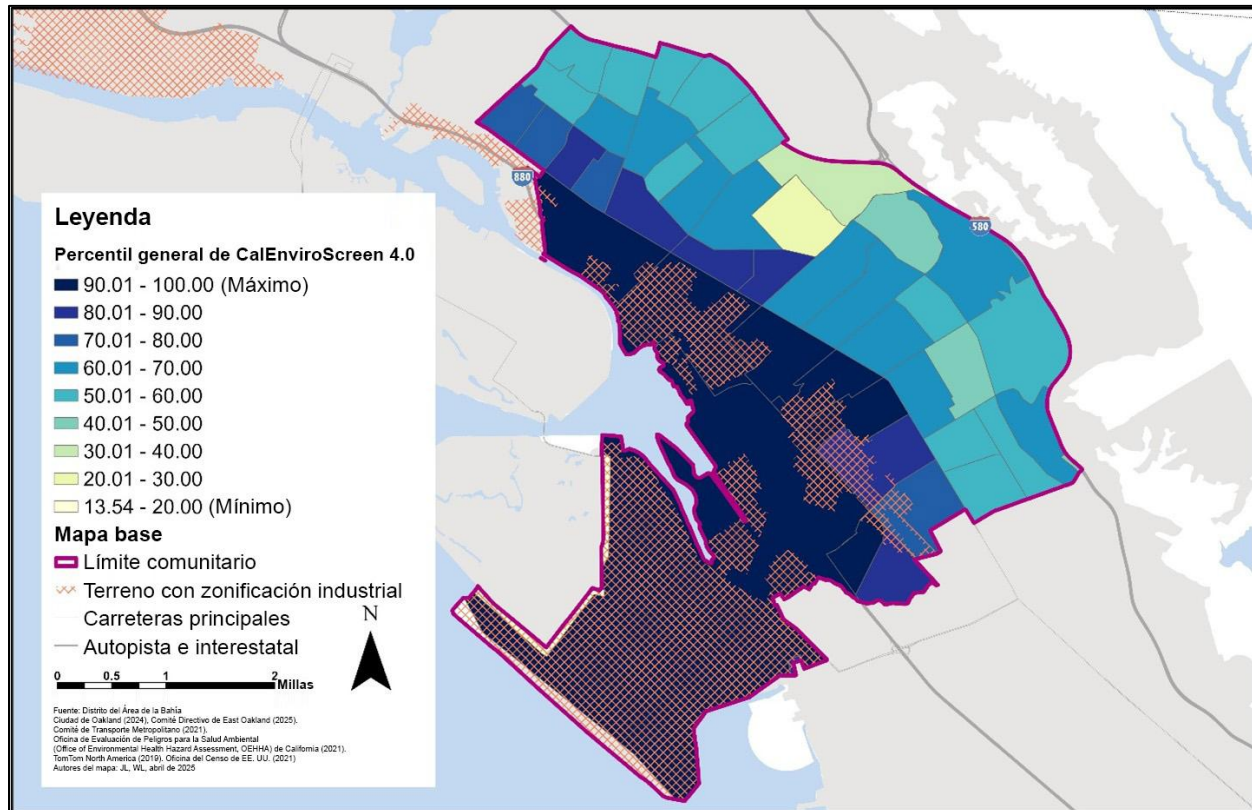 880
580
Leyenda
Percentil general de CalEnviroScreen 4.0
90.01 - 100.00 (Máximo)
80.01 - 90.00
70.01 - 80.00
60.01 - 70.00
50.01 - 60.00
40.01 - 50.00
30.01 - 40.00
20.01 - 30.00
13.54 - 20.00 (Mínimo)
Mapa base
Límite comunitario
Terreno con zonificación industrial
Carreteras principales
Autopista e interestatal
N
0 0.5 1 2 Millas
Fuente: Distrito del Área de la Bahía
Ciudad de Oakland (2024), Comité Directivo de East Oakland (2025).
Comité de Transporte Metropolitano (2021).
Oficina de Evaluación de Peligros para la Salud Ambiental
(Office of Environmental Health Hazard Assessment, OEHHA) de California (2021).
TomTom North America (2019). Oficina del Censo de EE. UU. (2021)
Autores del mapa: JL, WL, abril de 2025